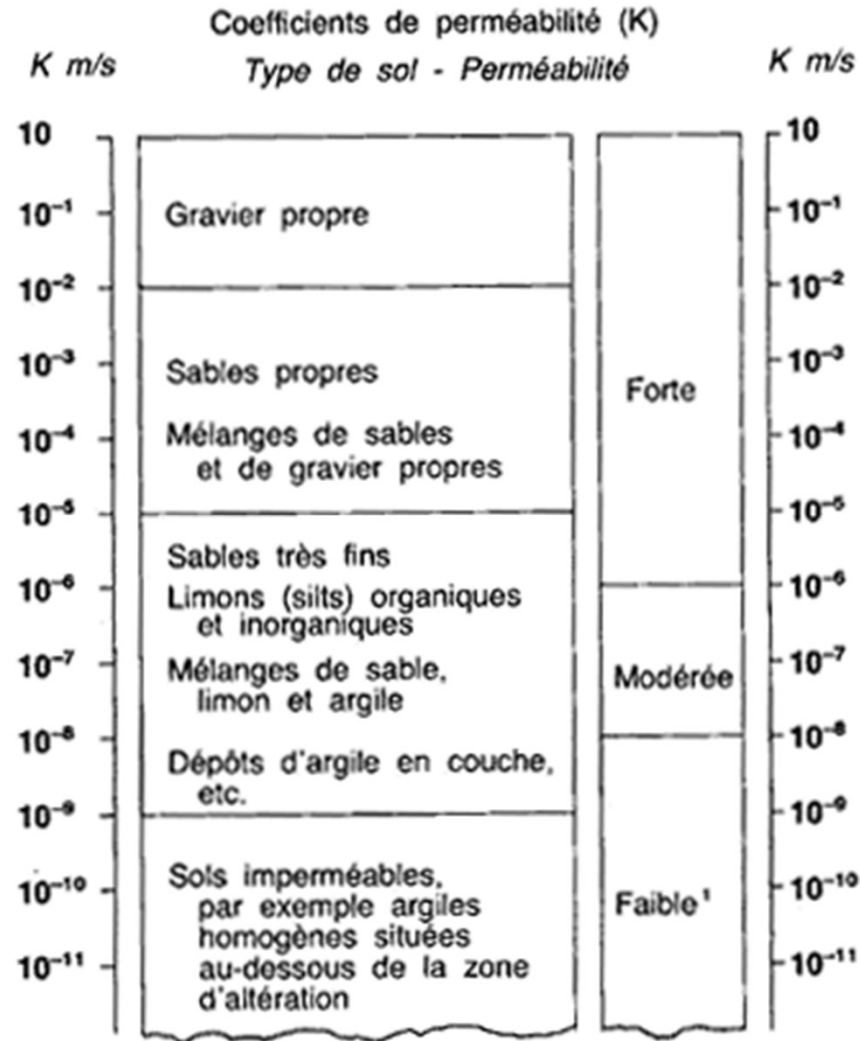 Coefficients de perméabilité (K)
K m/s
Type de sol - Perméabilité
K m/s
10
10⁻¹
10⁻²
10⁻³
10⁻⁴
10⁻⁵
10⁻⁶
10⁻⁷
10⁻⁸
10⁻⁹
10⁻¹⁰
10⁻¹¹
Gravier propre
Sables propres
Mélanges de sables
et de gravier propres
Sables très fins
Limons (silts) organiques
et inorganiques
Mélanges de sable,
limon et argile
Dépôts d'argile en couche,
etc.
Sols imperméables,
par exemple argiles
homogènes situées
au-dessous de la zone
d'altération
Forte
Modérée
Faible¹
10
10⁻¹
10⁻²
10⁻³
10⁻⁴
10⁻⁵
10⁻⁶
10⁻⁷
10⁻⁸
10⁻⁹
10⁻¹⁰
10⁻¹¹